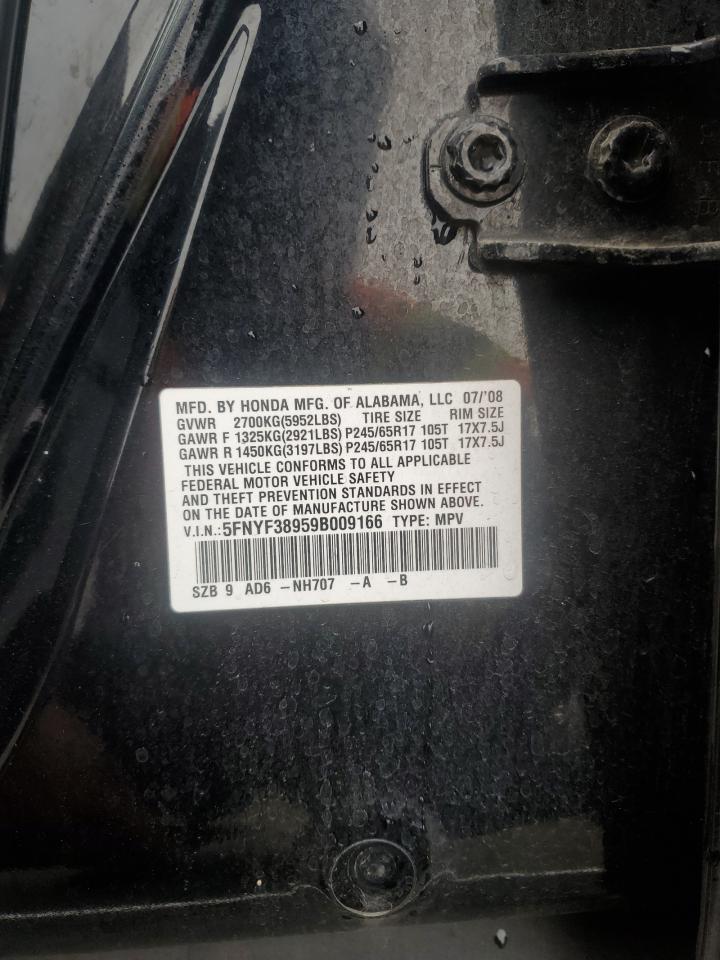 MFD. BY HONDA MFG. OF ALABAMA, LLC 07/'08
GVWR 2700KG(5952LBS) TIRE SIZE RIM SIZE
GAWR F 1325KG(2921LBS) P245/65R17 105T 17X7.5J
GAWR R 1450KG(3197LBS) P245/65R17 105T 17X7.5J
THIS VEHICLE CONFORMS TO ALL APPLICABLE
FEDERAL MOTOR VEHICLE SAFETY
AND THEFT PREVENTION STANDARDS IN EFFECT
ON THE DATE OF MANUFACTURE SHOWN ABOVE.
V.I.N.: 5FNYF38959B009166 TYPE: MPV
SZB 9 AD6 -NH707 -A -B